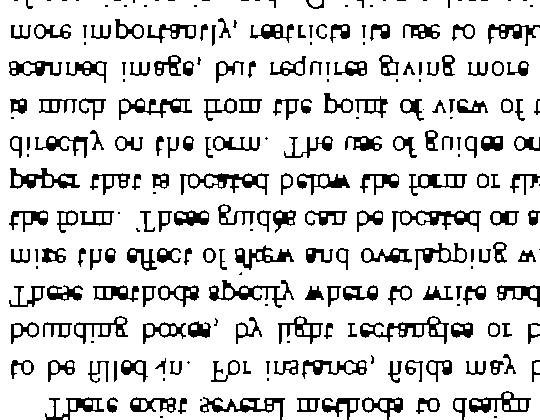 There exist several methods to design
to be filled in. For instance, fields may b
bounding boxes, by light rectangles or b
These methods specify where to write and
mize the effect of skew and overlapping w
the form. These guides can be located on a
paper that is located below the form or the
directly on the form. The use of guides on
is much better from the point of view of t
scanned image, but requires giving more
more importantly, restricts its use to task